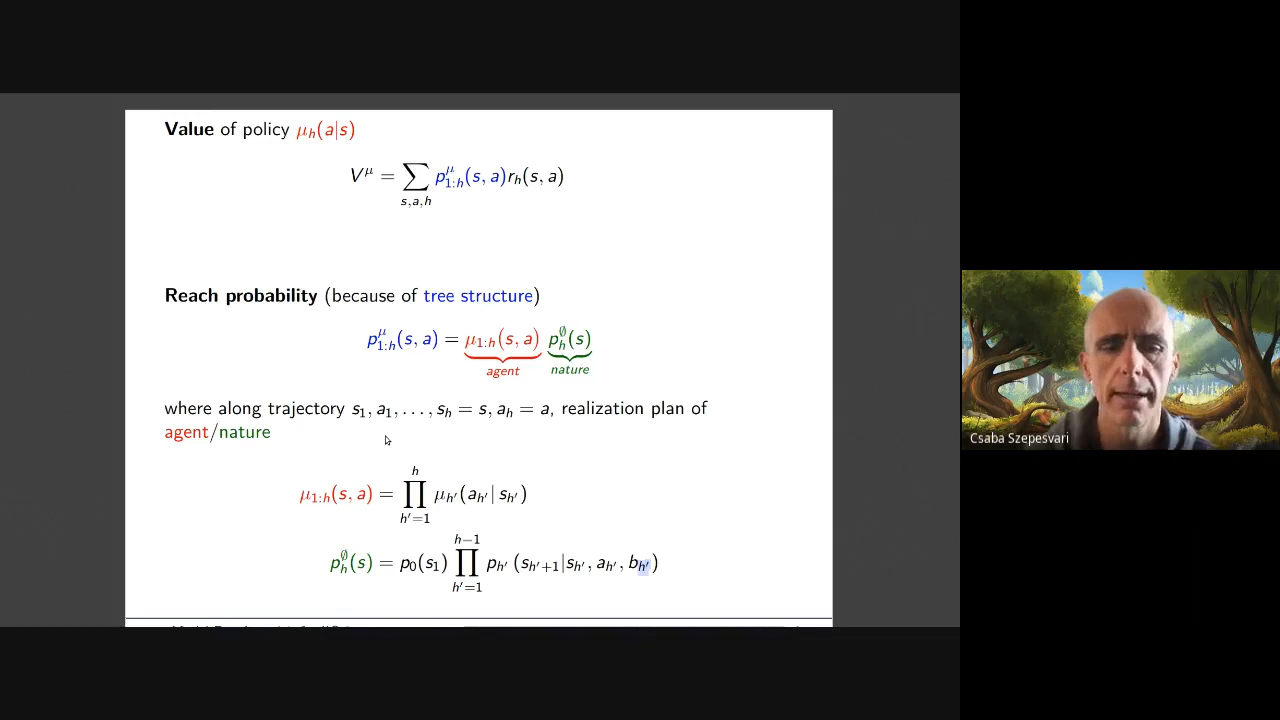 Value of policy μ_h(a|s)
V^μ = ∑_{s,a,h} p^μ_{1:h}(s, a) r_h(s, a)
Reach probability (because of tree structure)
p^μ_{1:h}(s, a) = μ_{1:h}(s, a) p^∅_h(s)
agent nature
where along trajectory s_1, a_1, . . . , s_h = s, a_h = a, realization plan of
agent/nature
μ_{1:h}(s, a) = ∏_{h′=1}^{h} μ_{h′}(a_{h′}| s_{h′})
p^∅_h(s) = p_0(s_1) ∏_{h′=1}^{h−1} p_{h′} (s_{h′+1}|s_{h′}, a_{h′}, b_{h′})
Csaba Szepesvari